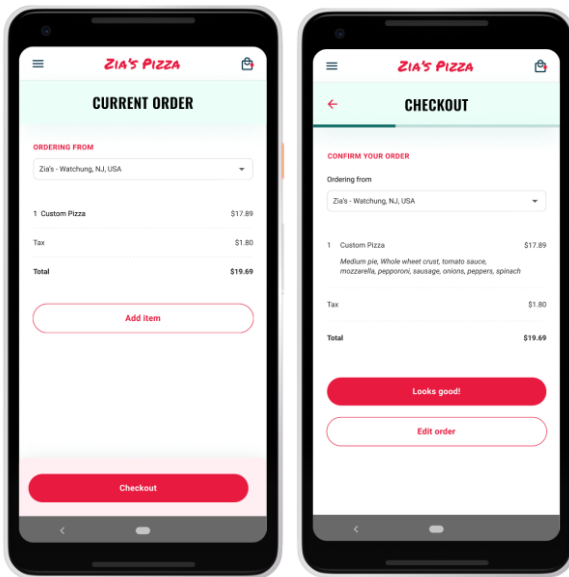 ZIA'S PIZZA
CURRENT ORDER
ORDERING FROM
Zia's - Watchung, NJ, USA
1 Custom Pizza $17.89
Tax $1.80
Total $19.69
Add item
Checkout
ZIA'S PIZZA
CHECKOUT
CONFIRM YOUR ORDER
Ordering from
Zia's - Watchung, NJ, USA
1 Custom Pizza $17.89
Medium pie, Whole wheat crust, tomato sauce,
mozzarella, pepporoni, sausage, onions, peppers, spinach
Tax $1.80
Total $19.69
Looks good!
Edit order